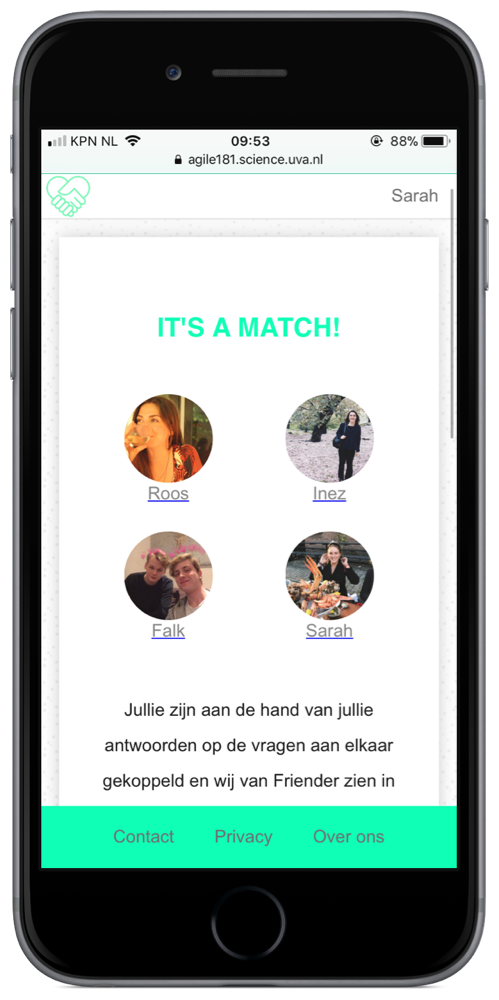 KPN NL 09:53 88%
agile181.science.uva.nl
Sarah
IT'S A MATCH!
Roos Inez
Falk Sarah
Jullie zijn aan de hand van jullie
antwoorden op de vragen aan elkaar
gekoppeld en wij van Friender zien in
Contact Privacy Over ons